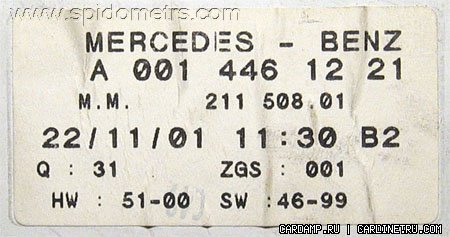 www.spidometrs.com
MERCEDES - BENZ
A 001 446 12 21
M.M. 211 508.01
22/11/01 11:30 B2
Q : 31 ZGS : 001
HW : 51-00 SW :46-99
CARDAMP.RU | CARLINETRU.COM